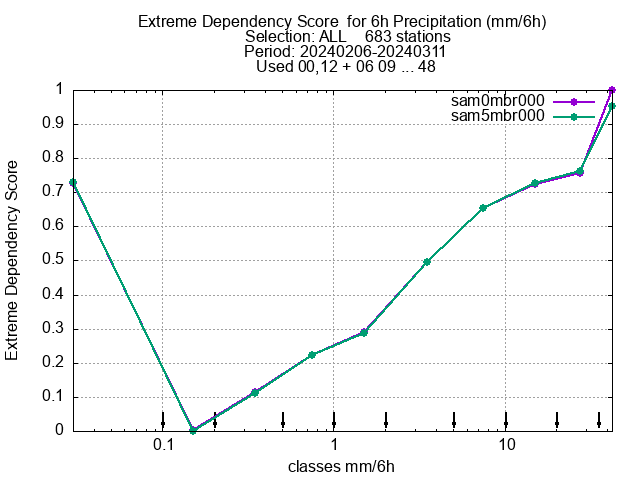 Extreme Dependency Score  for 6h Precipitation (mm/6h)
Selection: ALL    683 stations
Period: 20240206-20240311
Used 00,12 + 06 09 ... 48
sam0mbr000
sam5mbr000
Extreme Dependency Score
1
0.9
0.8
0.7
0.6
0.5
0.4
0.3
0.2
0.1
0
0.1
1
10
classes mm/6h